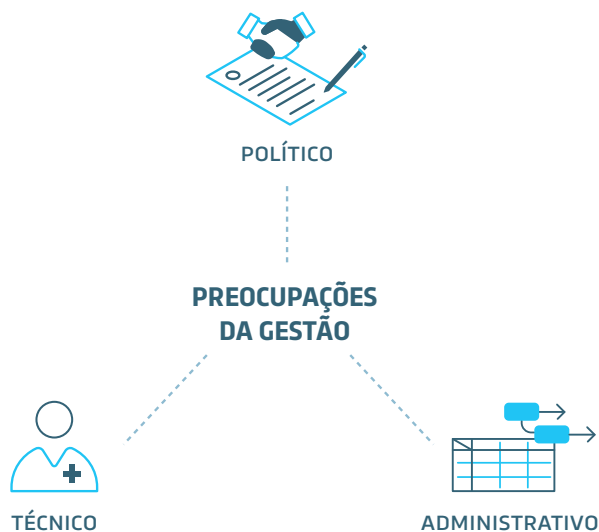 POLÍTICO
PREOCUPAÇÕES
DA GESTÃO
TÉCNICO
ADMINISTRATIVO